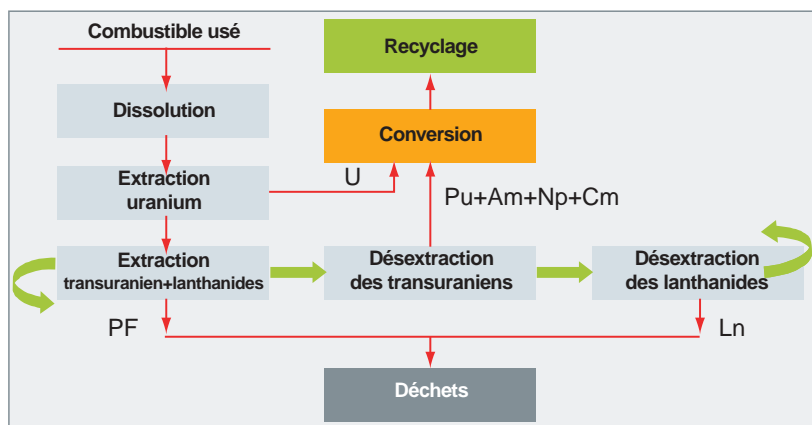 Combustible usé
Recyclage
Dissolution
Conversion
Extraction
uranium
U
Pu+Am+Np+Cm
Extraction
transuranien+lanthanides
Désextraction
des transuraniens
Désextraction
des lanthanides
PF
Ln
Déchets